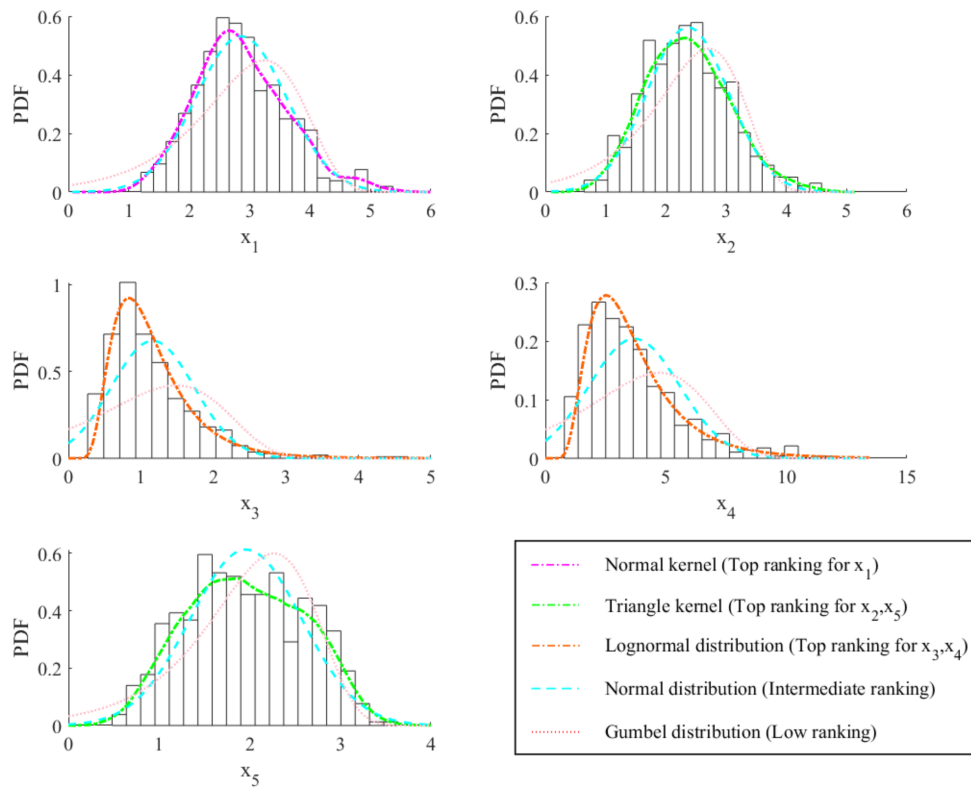 0.6
0.4
0.2
0
PDF
0 1 2 3 4 5 6
x₁
0.6
0.4
0.2
0
PDF
0 1 2 3 4 5 6
x₂
1
0.5
0
PDF
0 1 2 3 4 5
x₃
0.3
0.2
0.1
0
PDF
0 5 10 15
x₄
0.6
0.4
0.2
0
PDF
0 1 2 3 4
x₅
Normal kernel (Top ranking for x₁)
Triangle kernel (Top ranking for x₂,x₅)
Lognormal distribution (Top ranking for x₃,x₄)
Normal distribution (Intermediate ranking)
Gumbel distribution (Low ranking)